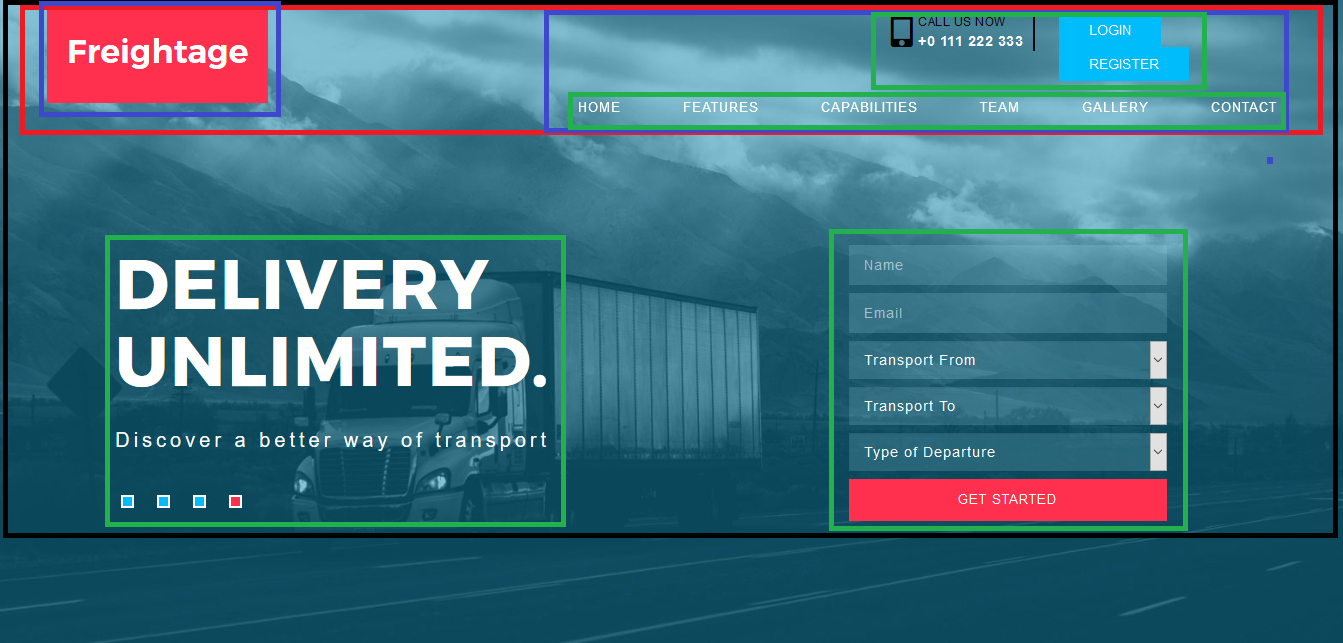 Freightage
CALL US NOW
+0 111 222 333
LOGIN
REGISTER
HOME FEATURES CAPABILITIES TEAM GALLERY CONTACT
DELIVERY
UNLIMITED.
Discover a better way of transport
Name
Email
Transport From
Transport To
Type of Departure
GET STARTED